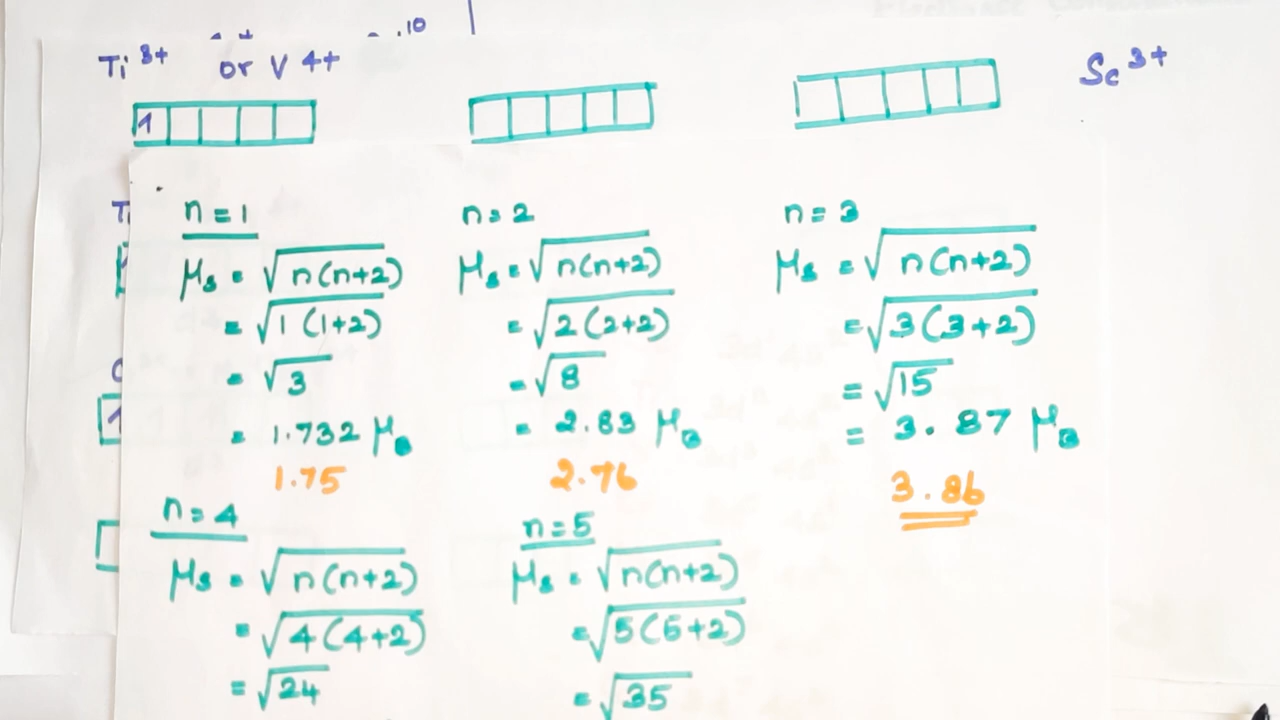 Ti 3+ or V 4+
Sc 3+
1
n = 1
μs = √n(n+2)
= √1(1+2)
= √3
= 1.732 μB
1.75
n = 2
μs = √n(n+2)
= √2(2+2)
= √8
= 2.83 μB
2.76
n = 3
μs = √n(n+2)
= √3(3+2)
= √15
= 3.87 μB
3.86
n = 4
μs = √n(n+2)
= √4(4+2)
= √24
n = 5
μs = √n(n+2)
= √5(5+2)
= √35